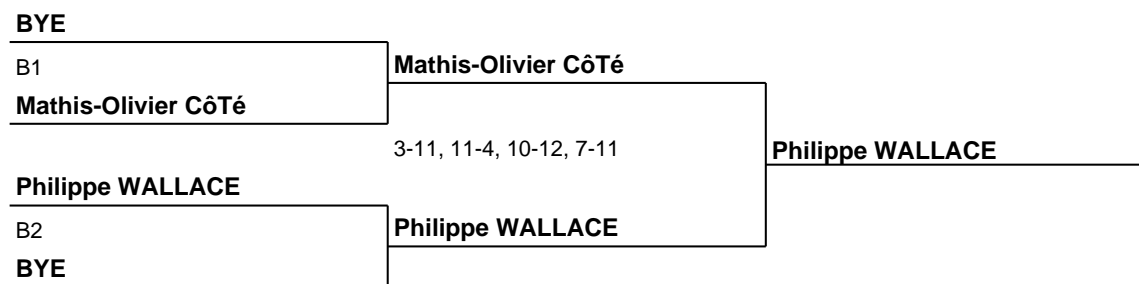 BYE
B1
Mathis-Olivier CôTé
Mathis-Olivier CôTé
3-11, 11-4, 10-12, 7-11
Philippe WALLACE
Philippe WALLACE
B2
Philippe WALLACE
BYE